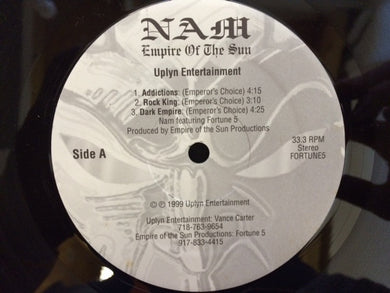 NAM
Empire Of The Sun
Uplyn Entertainment
1. Addictions: (Emperor's Choice) 4:15
2. Rock King: (Emperor's Choice) 3:10
3. Dark Empire: (Emperor's Choice) 4:25
Nam featuring Fortune 5
Produced by Empire of the Sun Productions
Side A
33.3 RPM
Stereo
FORTUNE5
© ℗ 1999 Uplyn Entertainment
Uplyn Entertainment: Vance Carter
718-763-9654
Empire of the Sun Productions: Fortune 5
917-833-4415